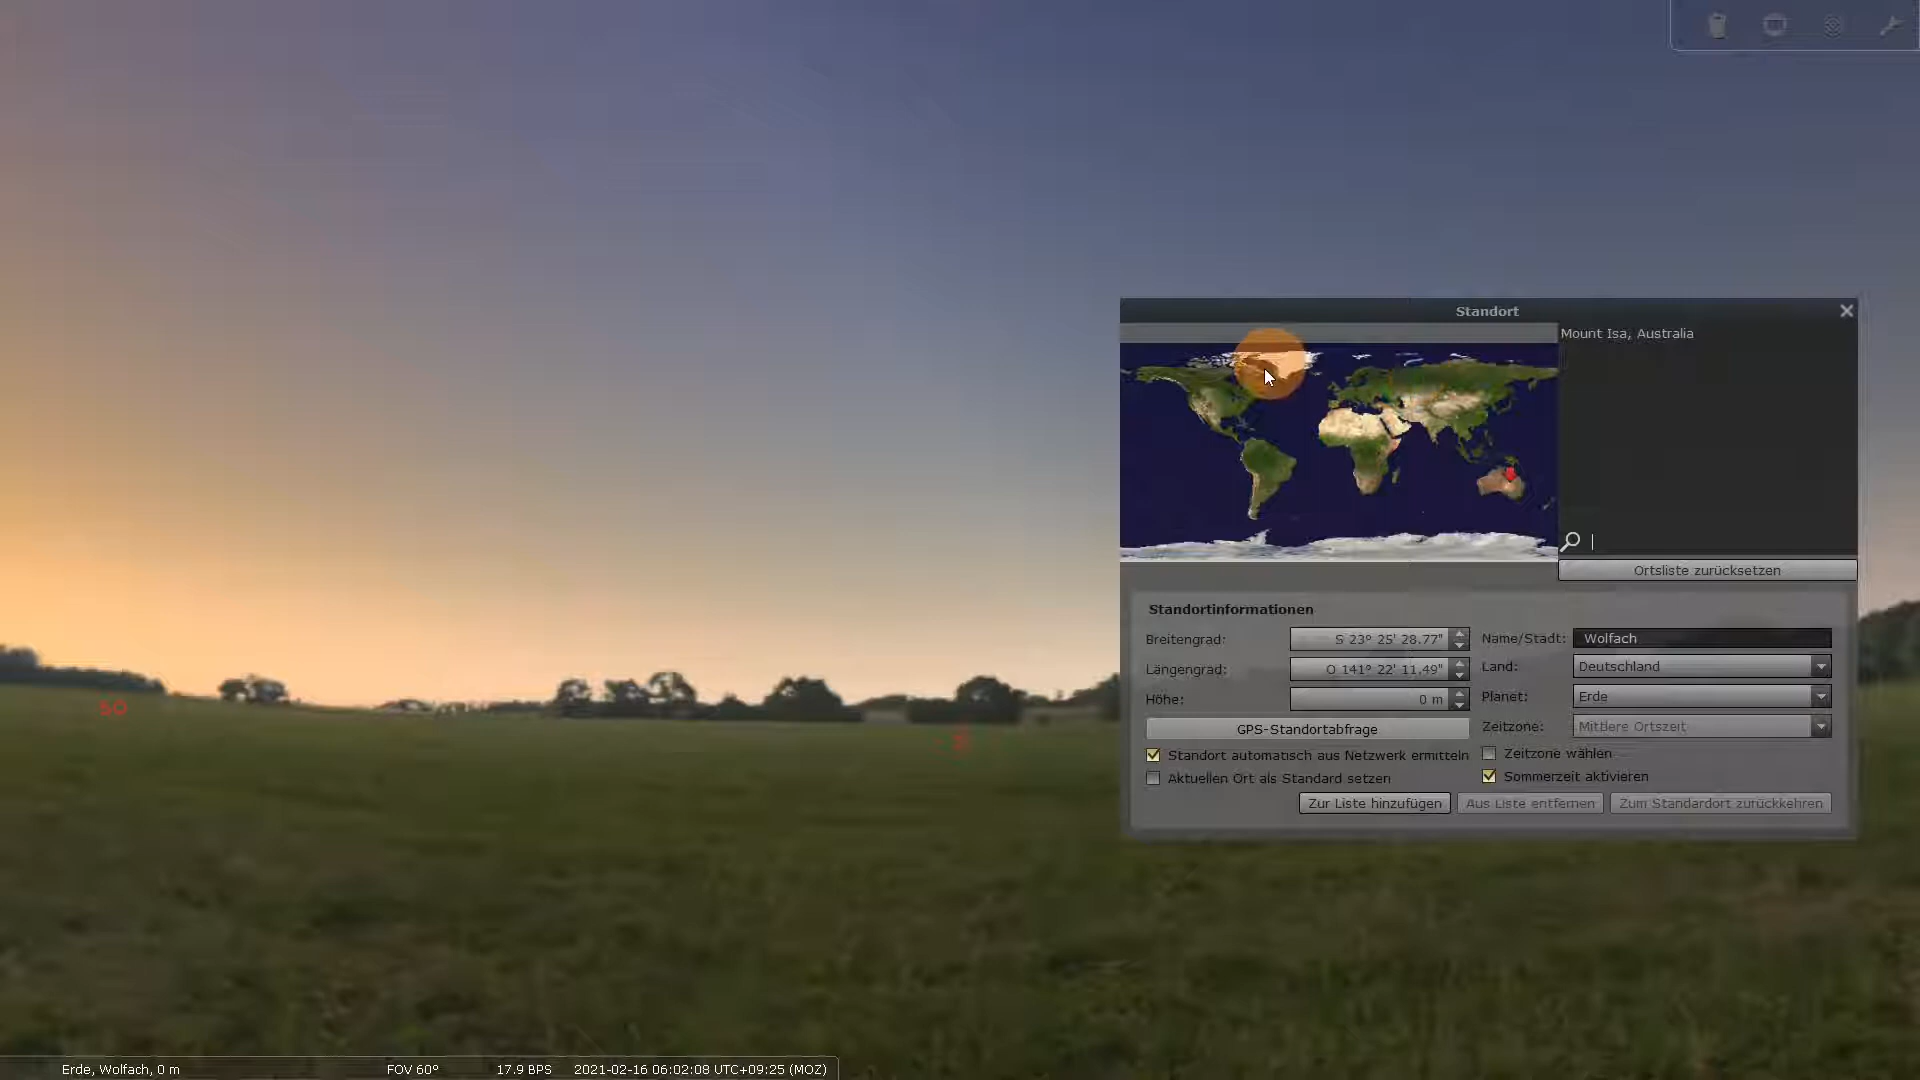 Standort
Mount Isa, Australia
Ortsliste zurücksetzen
Standortinformationen
Breitengrad: S 23° 25' 28.77" Name/Stadt: Wolfach
Längengrad: O 141° 22' 11.49" Land: Deutschland
Höhe: 0 m Planet: Erde
GPS-Standortabfrage Zeitzone: Mittlere Ortszeit
Standort automatisch aus Netzwerk ermitteln Zeitzone wählen
Aktuellen Ort als Standard setzen Sommerzeit aktivieren
Zur Liste hinzufügen Aus Liste entfernen Zum Standardort zurückkehren
SO
Erde, Wolfach, 0 m FOV 60° 17.9 BPS 2021-02-16 06:02:08 UTC+09:25 (MOZ)